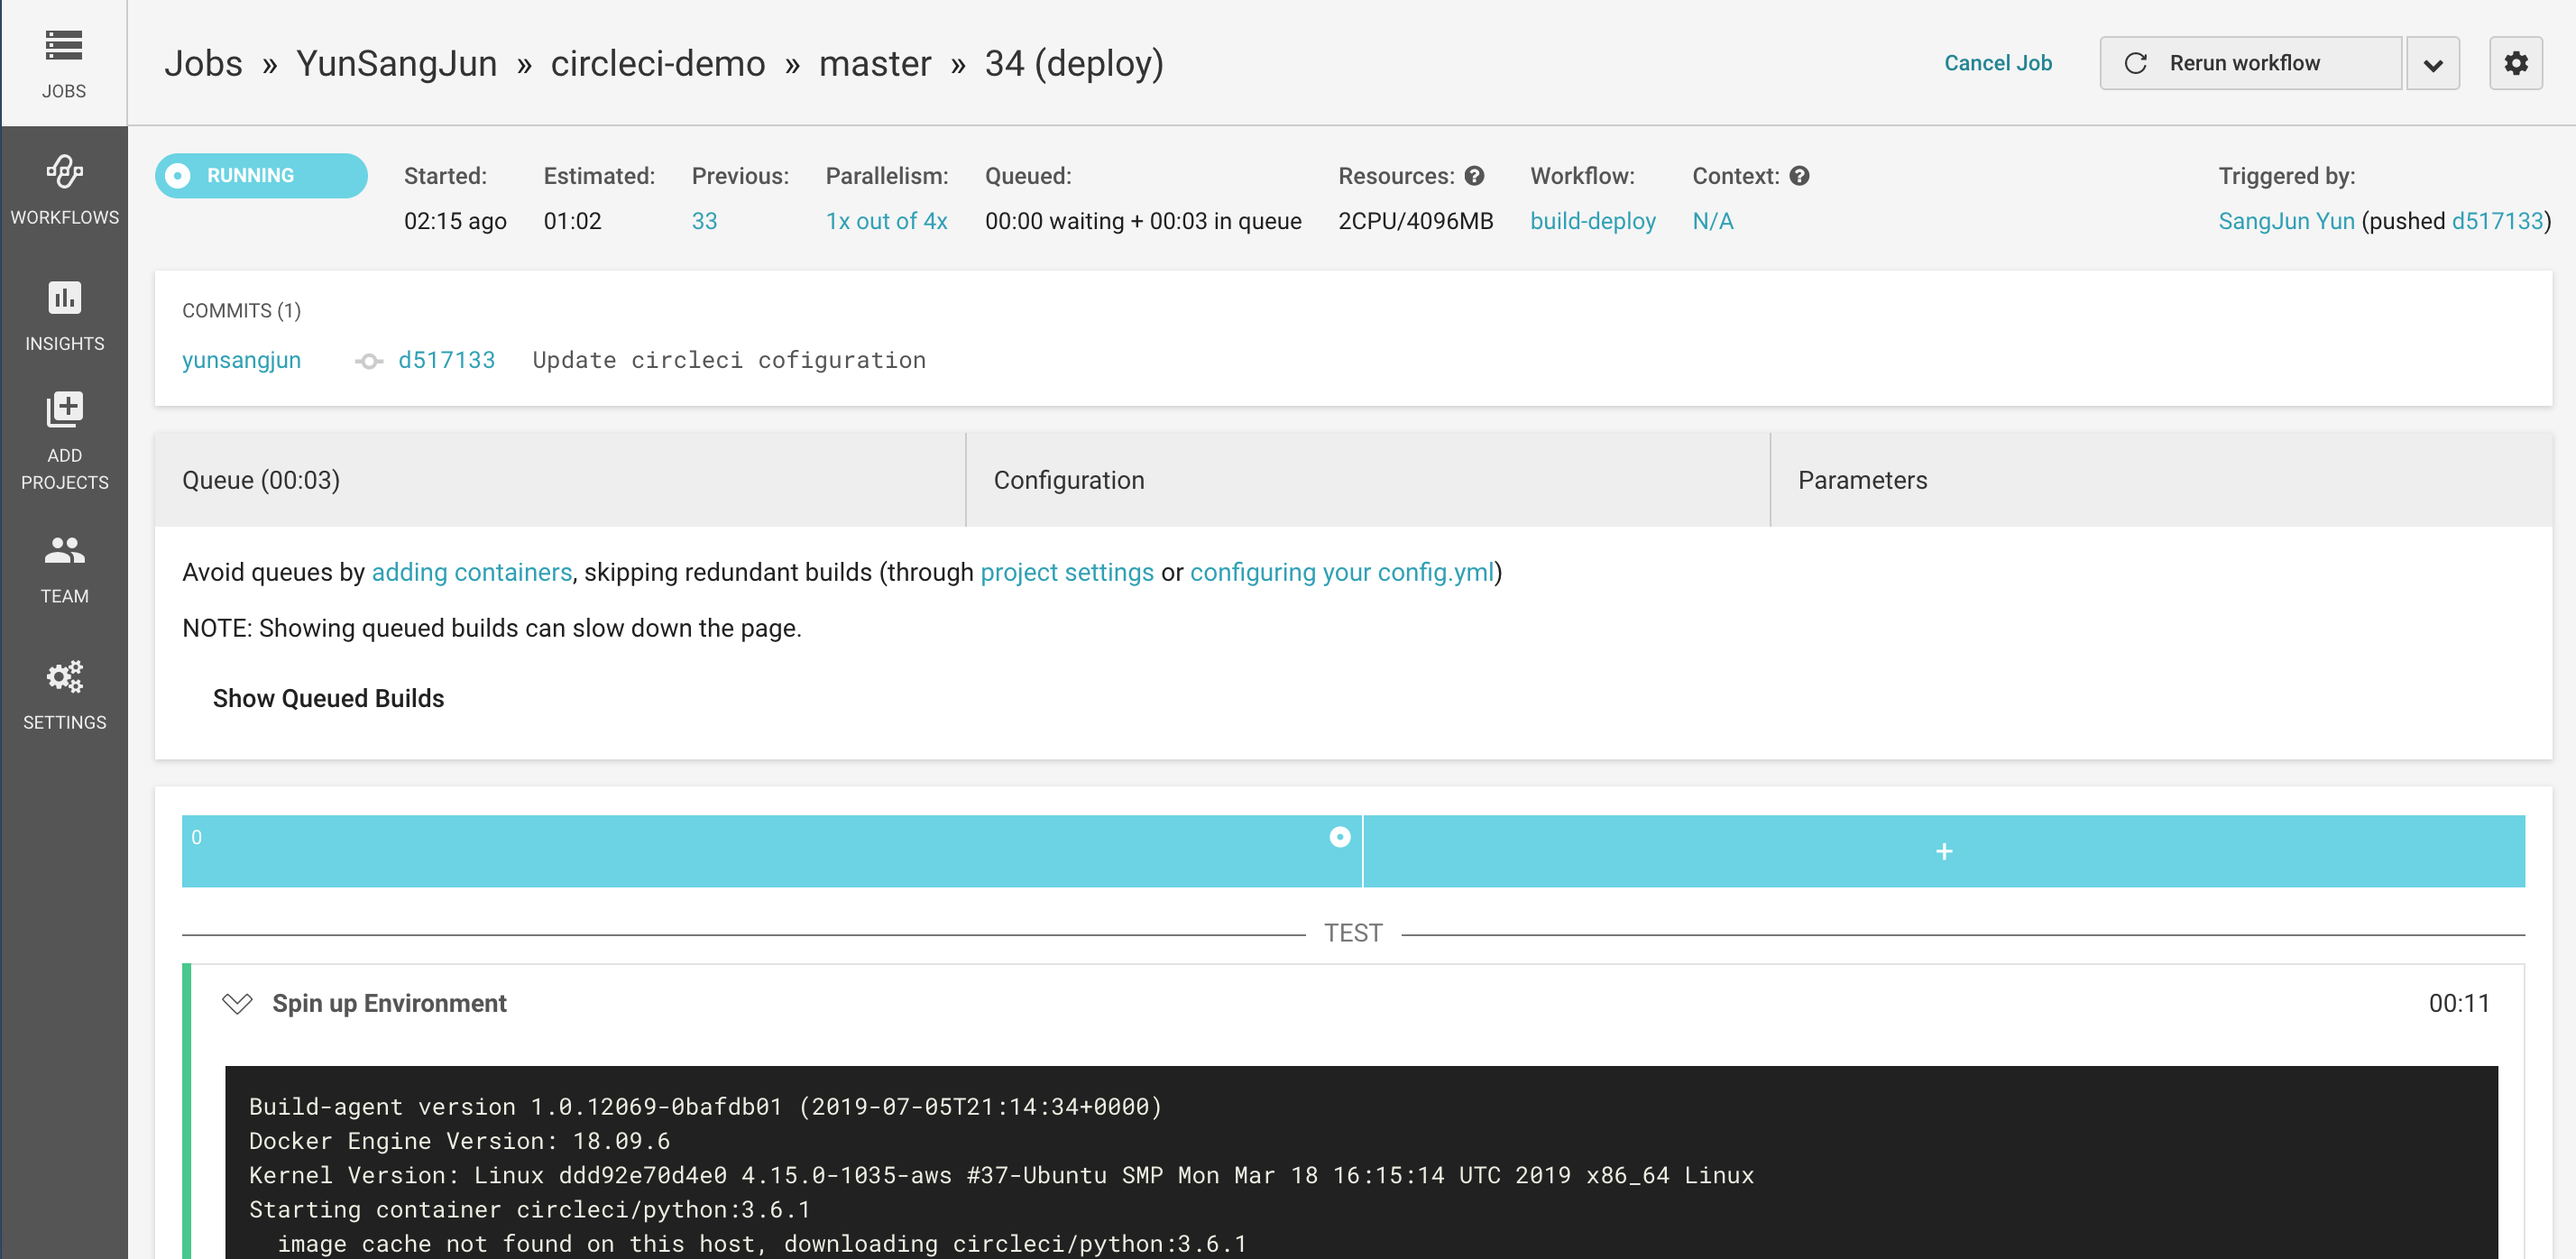 JOBS
WORKFLOWS
INSIGHTS
ADD
PROJECTS
TEAM
SETTINGS
Jobs » YunSangJun » circleci-demo » master » 34 (deploy)
Cancel Job
Rerun workflow
RUNNING
Started:
02:15 ago
Estimated:
01:02
Previous:
33
Parallelism:
1x out of 4x
Queued:
00:00 waiting + 00:03 in queue
Resources:
2CPU/4096MB
Workflow:
build-deploy
Context:
N/A
Triggered by:
SangJun Yun (pushed d517133)
COMMITS (1)
yunsangjun d517133 Update circleci cofiguration
Queue (00:03)
Configuration
Parameters
Avoid queues by adding containers, skipping redundant builds (through project settings or configuring your config.yml)
NOTE: Showing queued builds can slow down the page.
Show Queued Builds
0
+
TEST
Spin up Environment
00:11
Build-agent version 1.0.12069-0bafdb01 (2019-07-05T21:14:34+0000)
Docker Engine Version: 18.09.6
Kernel Version: Linux ddd92e70d4e0 4.15.0-1035-aws #37-Ubuntu SMP Mon Mar 18 16:15:14 UTC 2019 x86_64 Linux
Starting container circleci/python:3.6.1
image cache not found on this host, downloading circleci/python:3.6.1